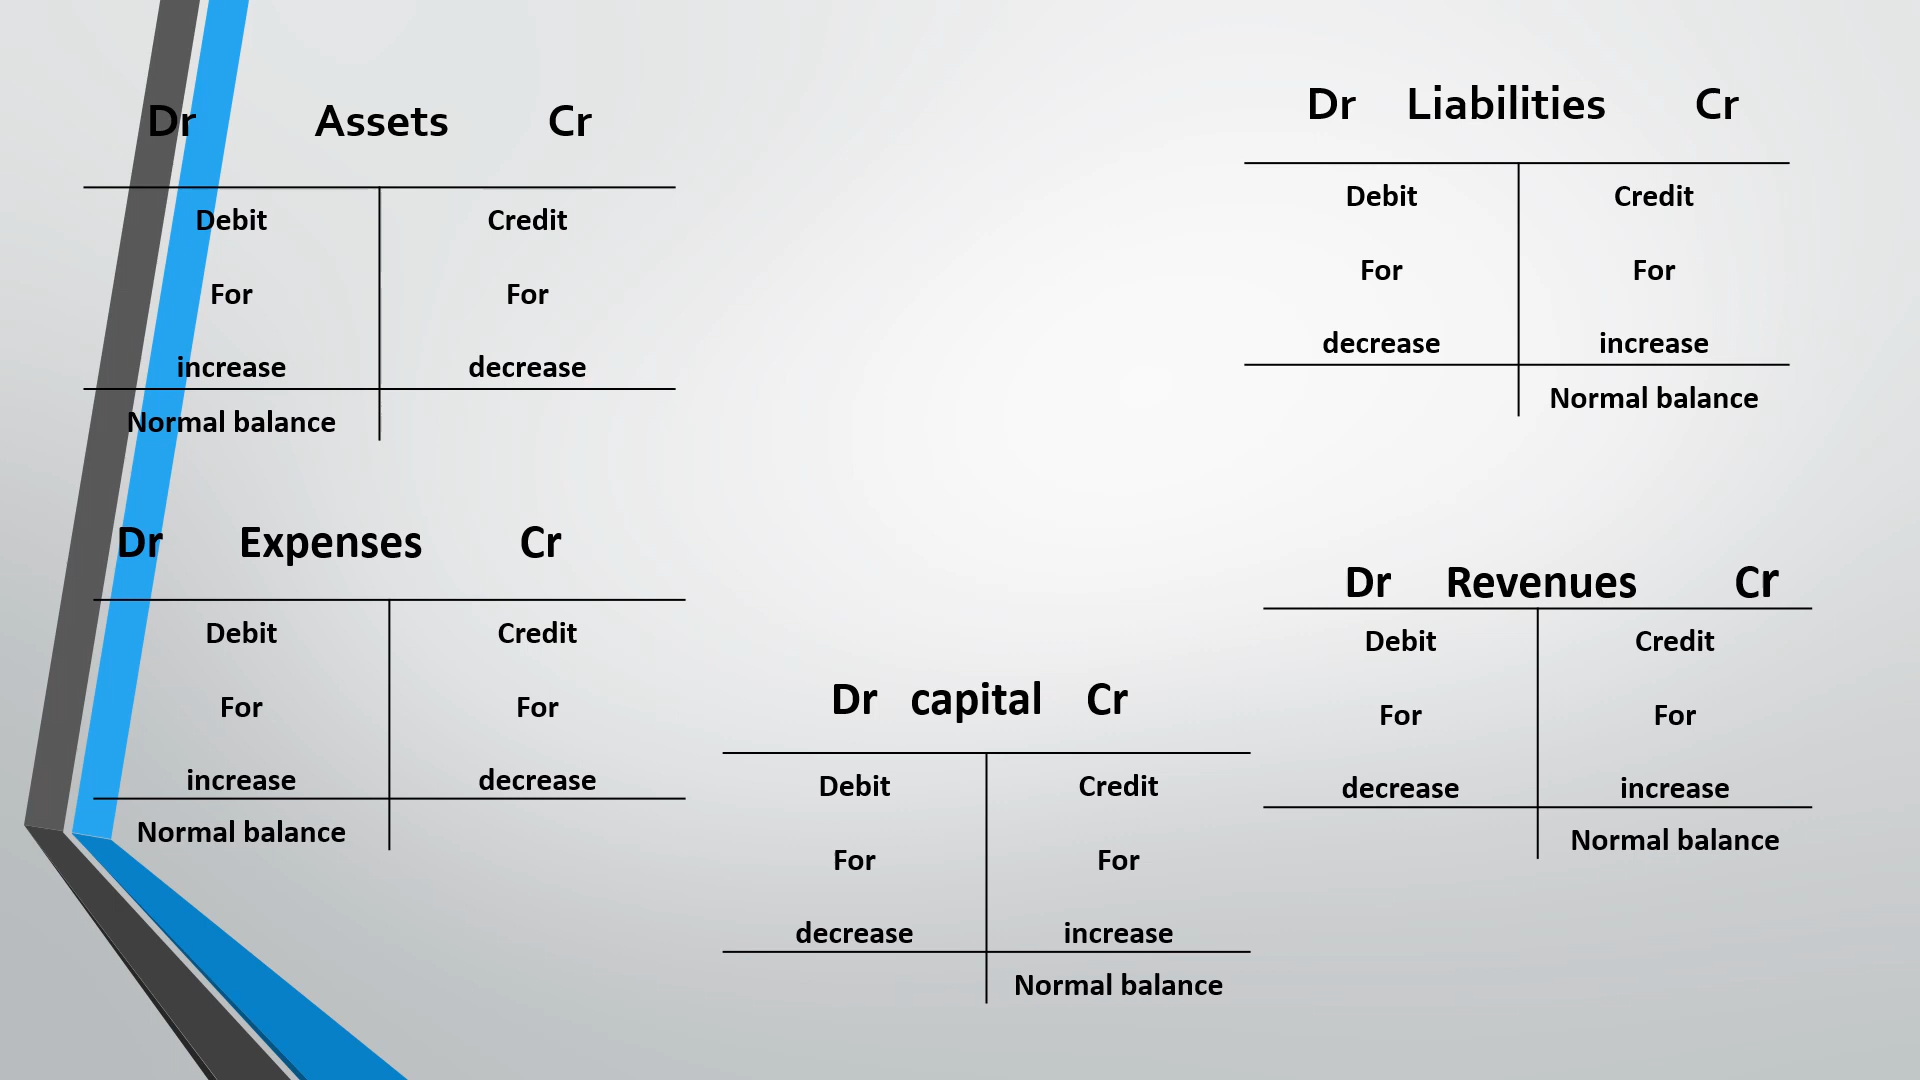 Dr Assets Cr
Debit Credit
For For
increase decrease
Normal balance
Dr Liabilities Cr
Debit Credit
For For
decrease increase
Normal balance
Dr Expenses Cr
Debit Credit
For For
increase decrease
Normal balance
Dr capital Cr
Debit Credit
For For
decrease increase
Normal balance
Dr Revenues Cr
Debit Credit
For For
decrease increase
Normal balance